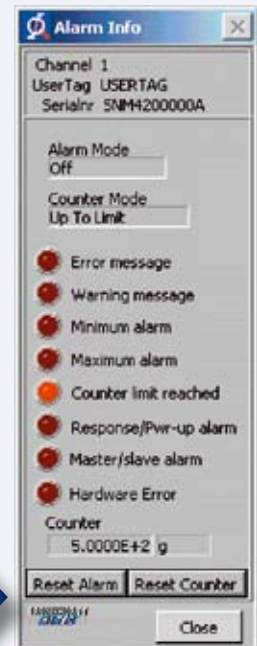 Alarm Info
Channel 1
UserTag USERTAG
Serialnr SNM4200000A
Alarm Mode
Off
Counter Mode
Up To Limit
Error message
Warning message
Minimum alarm
Maximum alarm
Counter limit reached
Response/Pwr-up alarm
Master/slave alarm
Hardware Error
Counter
5.0000E+2 g
Reset Alarm Reset Counter
Close